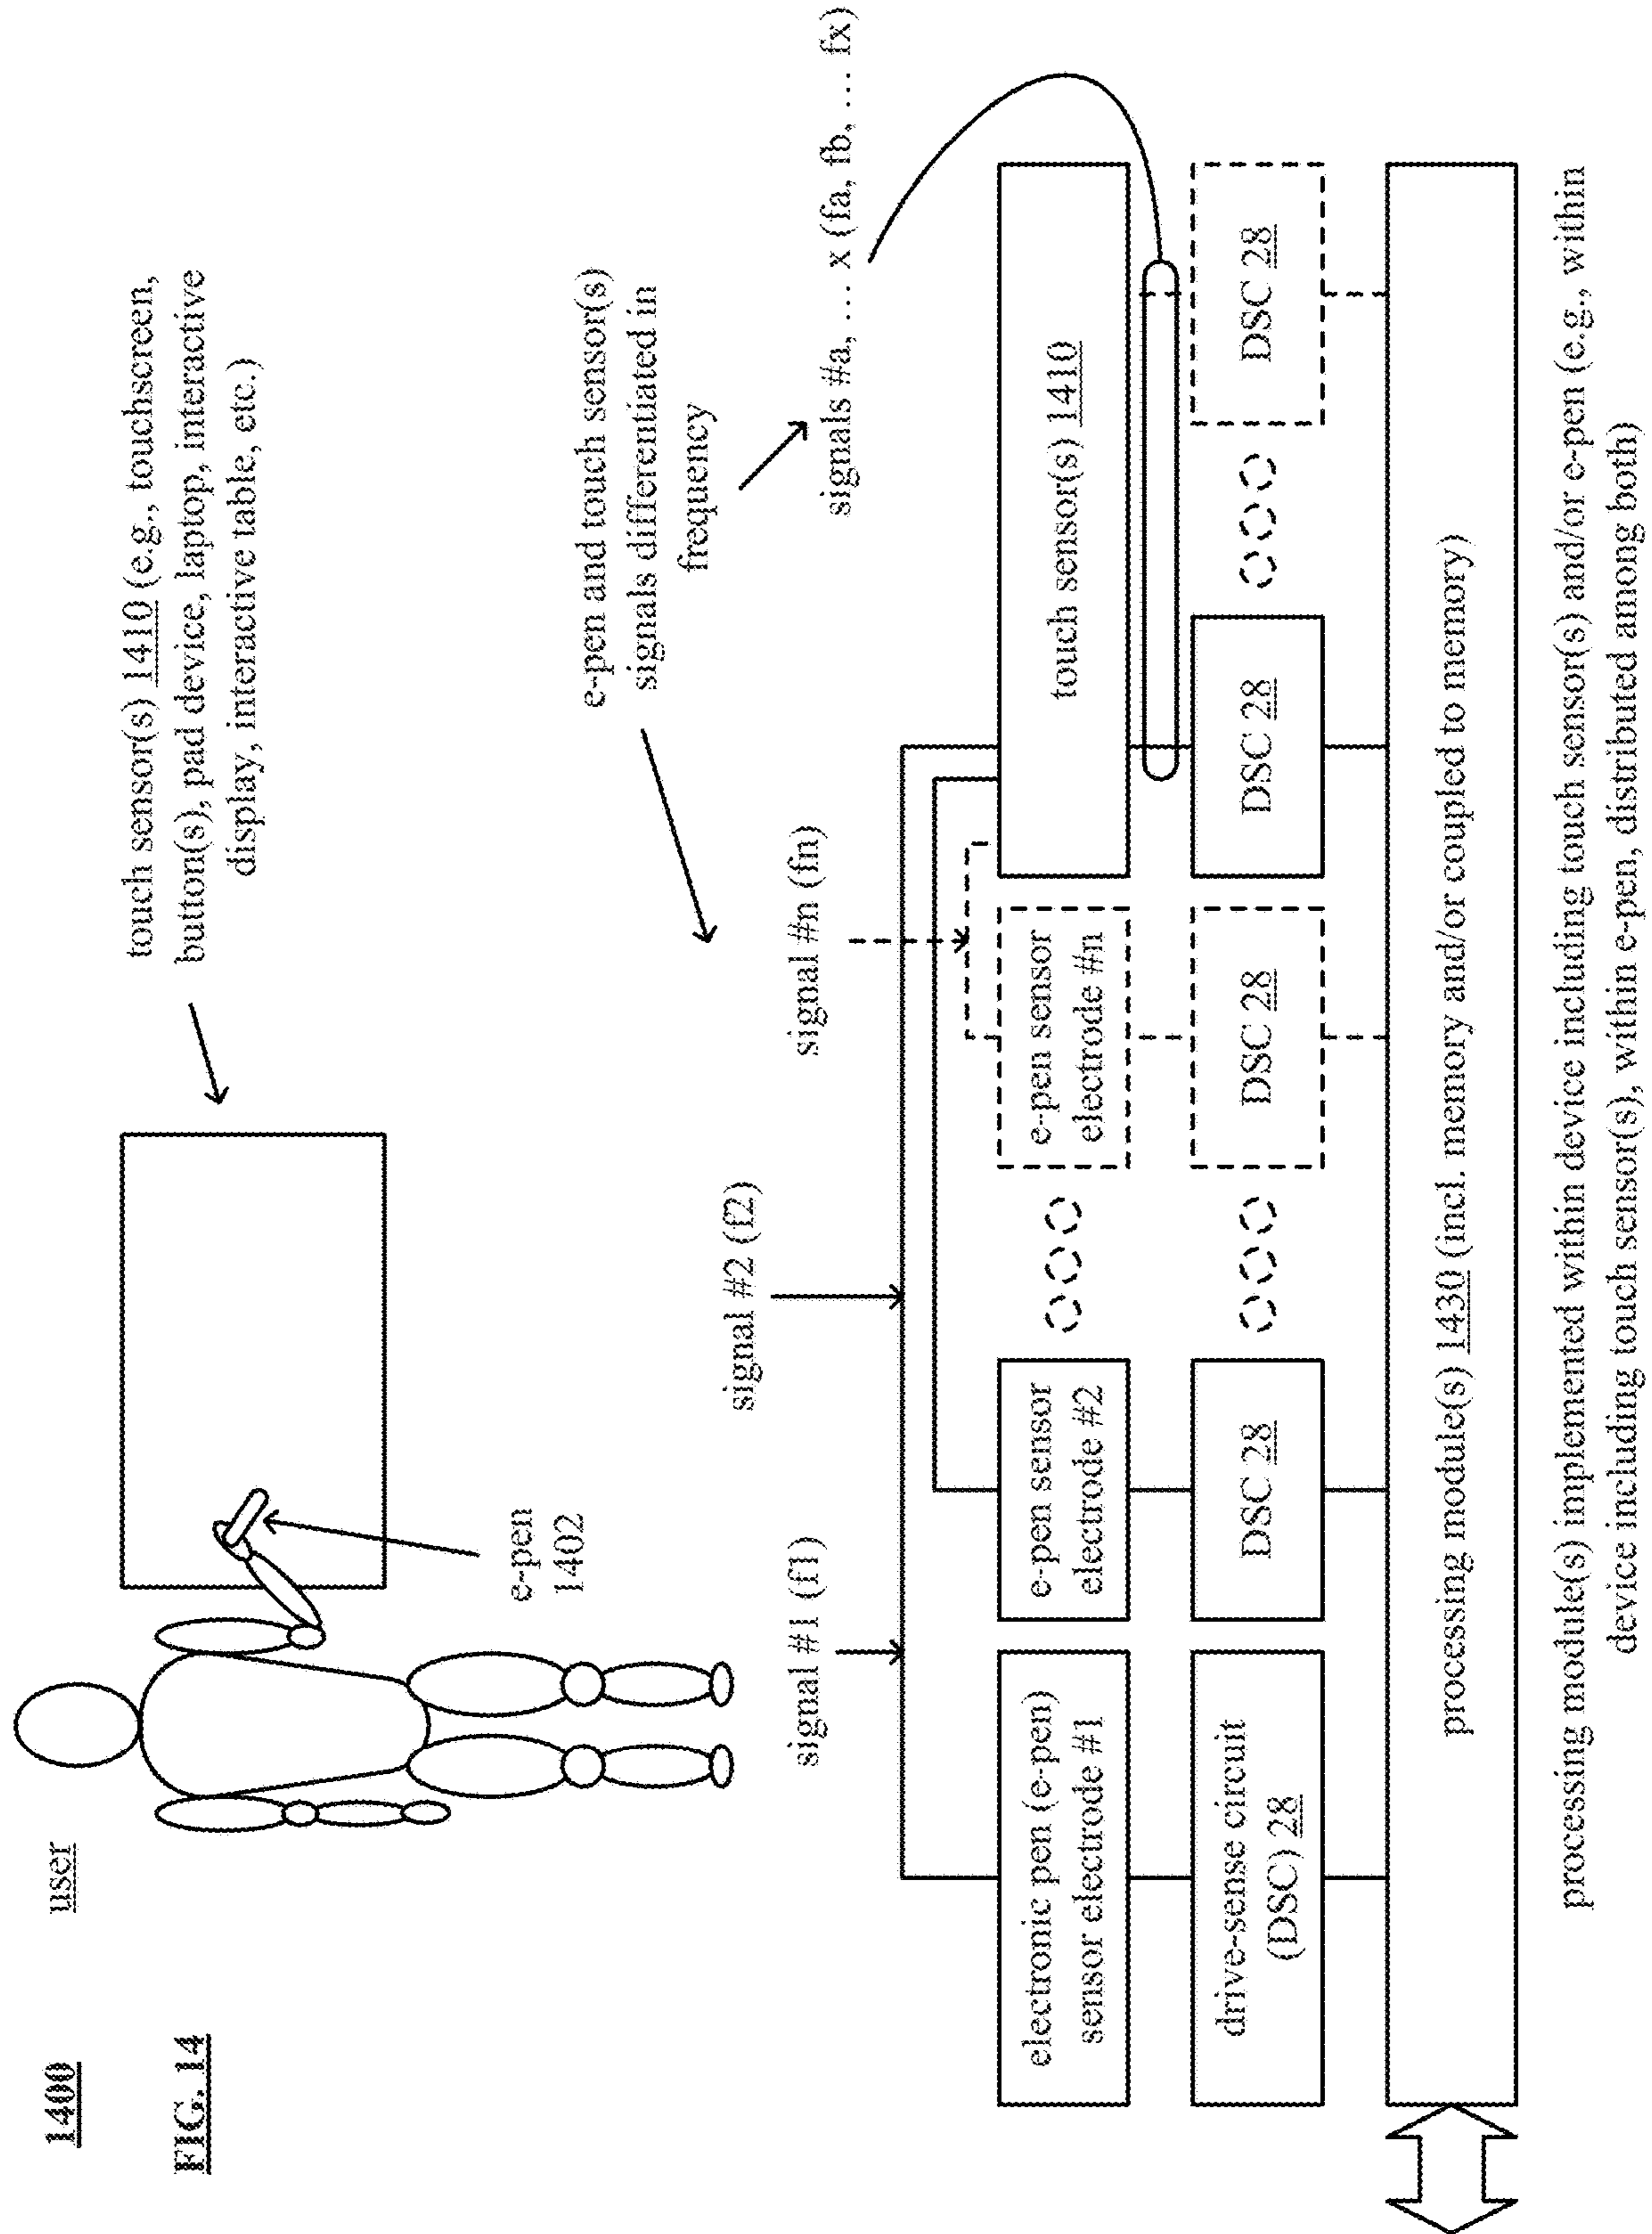 1400
FIG. 14
user
touch sensor(s) 1410 (e.g., touchscreen,
button(s), pad device, laptop, interactive
display, interactive table, etc.)
e-pen
1402
e-pen and touch sensor(s)
signals differentiated in
frequency
signal #1 (f1)
signal #2 (f2)
signal #n (fn)
signals #a, … x (fa, fb, … fx)
electronic pen (e-pen)
sensor electrode #1
e-pen sensor
electrode #2
e-pen sensor
electrode #n
touch sensor(s) 1410
drive-sense circuit
(DSC) 28
DSC 28
DSC 28
DSC 28
DSC 28
processing module(s) 1430 (incl. memory and/or coupled to memory)
processing module(s) implemented within device including touch sensor(s) and/or e-pen (e.g., within
device including touch sensor(s), within e-pen, distributed among both)